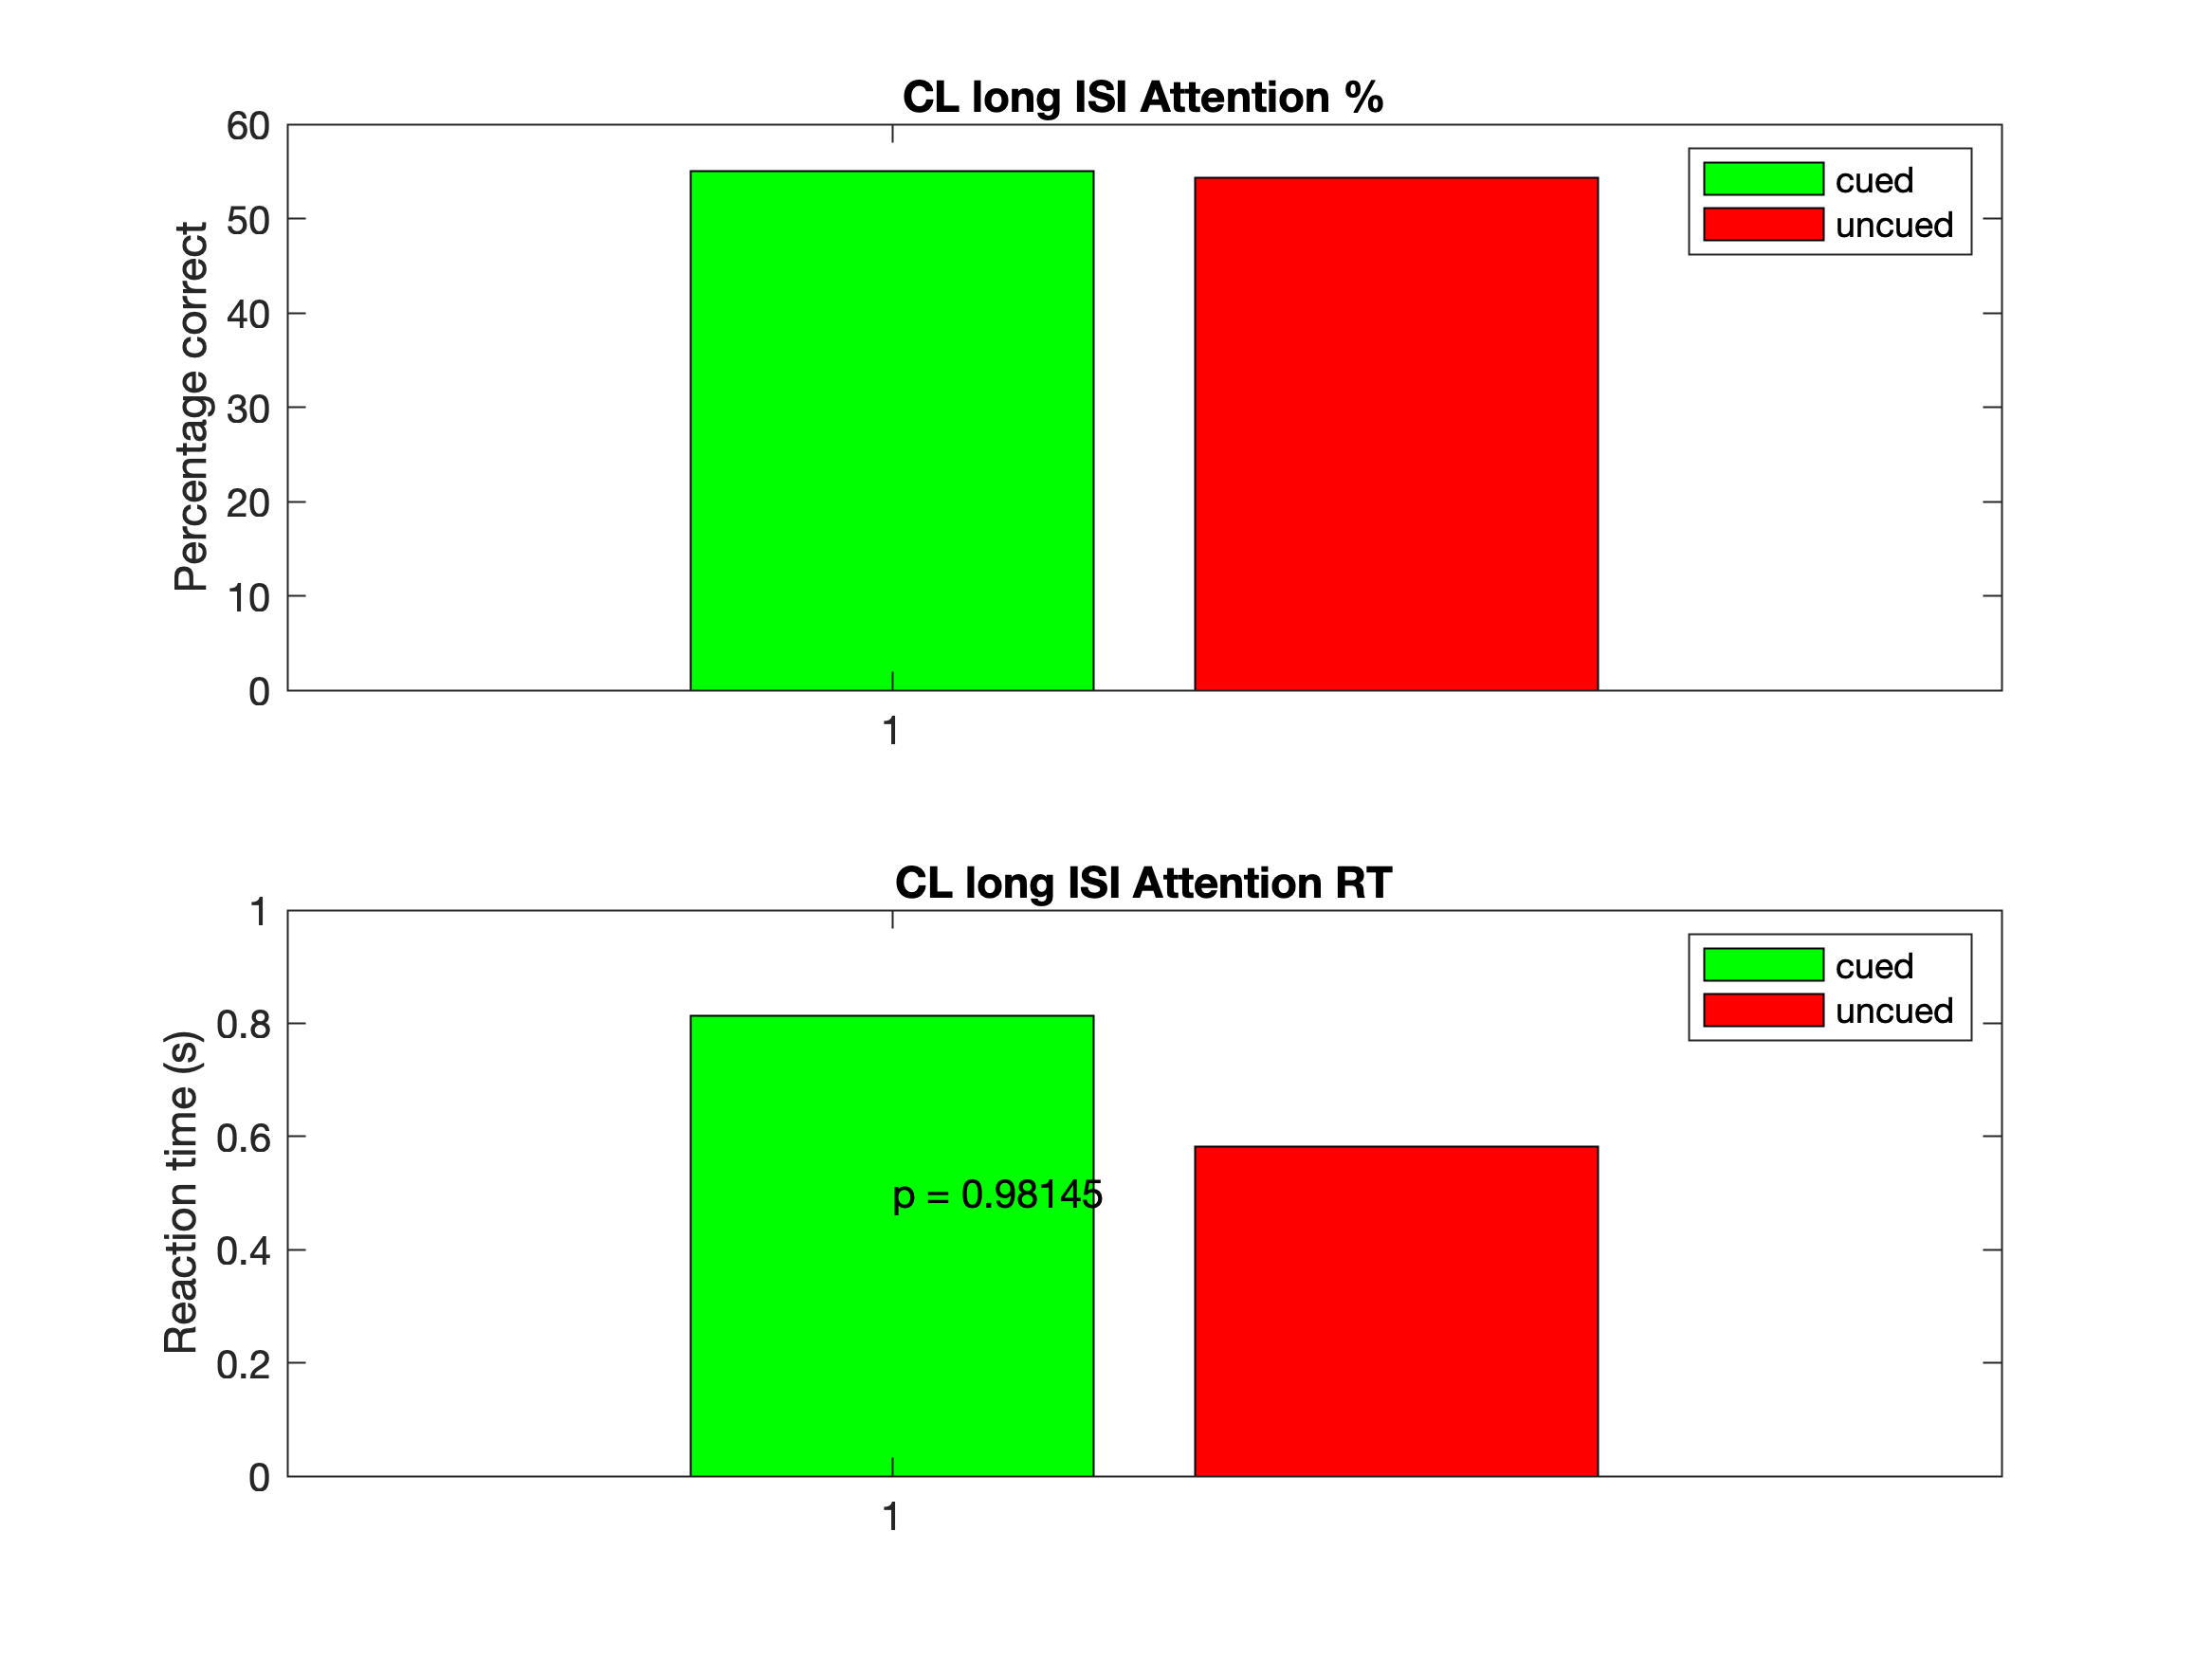 CL long ISI Attention %
60
50
40
30
20
10
0
Percentage correct
cued
uncued
1
CL long ISI Attention RT
1
0.8
0.6
0.4
0.2
0
Reaction time (s)
cued
uncued
p = 0.98145
1